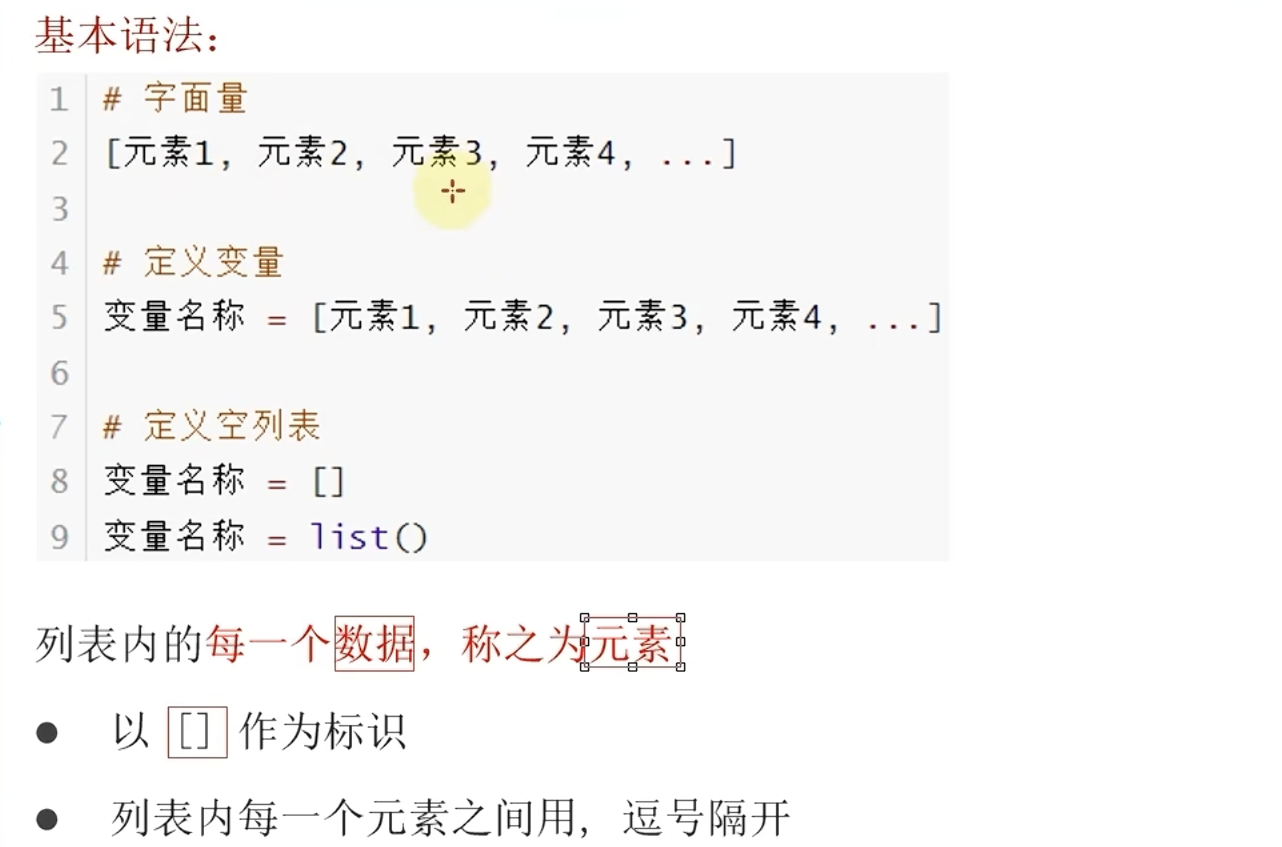 基本语法：
1 # 字面量
2 [元素1, 元素2, 元素3, 元素4, ...]
3
4 # 定义变量
5 变量名称 = [元素1, 元素2, 元素3, 元素4, ...]
6
7 # 定义空列表
8 变量名称 = []
9 变量名称 = list()
列表内的每一个数据，称之为元素
● 以 [] 作为标识
● 列表内每一个元素之间用, 逗号隔开